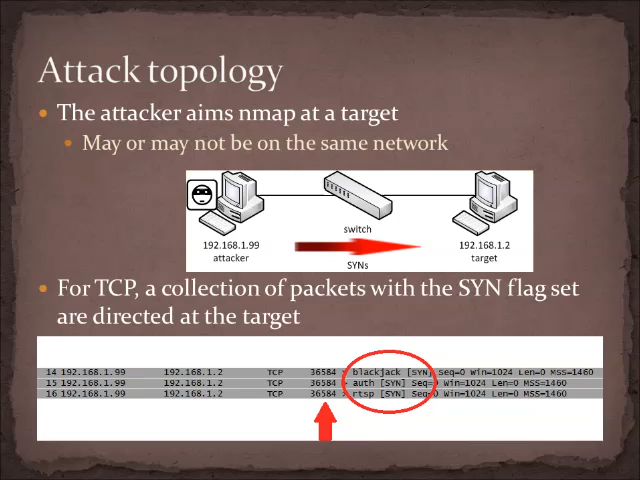 Attack topology
The attacker aims nmap at a target
May or may not be on the same network
192.168.1.99
attacker
switch
SYNs
192.168.1.2
target
For TCP, a collection of packets with the SYN flag set
are directed at the target
14 192.168.1.99 192.168.1.2 TCP 36584 > blackjack [SYN] Seq=0 Win=1024 Len=0 MSS=1460
15 192.168.1.99 192.168.1.2 TCP 36584 > auth [SYN] Seq=0 Win=1024 Len=0 MSS=1460
16 192.168.1.99 192.168.1.2 TCP 36584 > rtsp [SYN] Seq=0 Win=1024 Len=0 MSS=1460